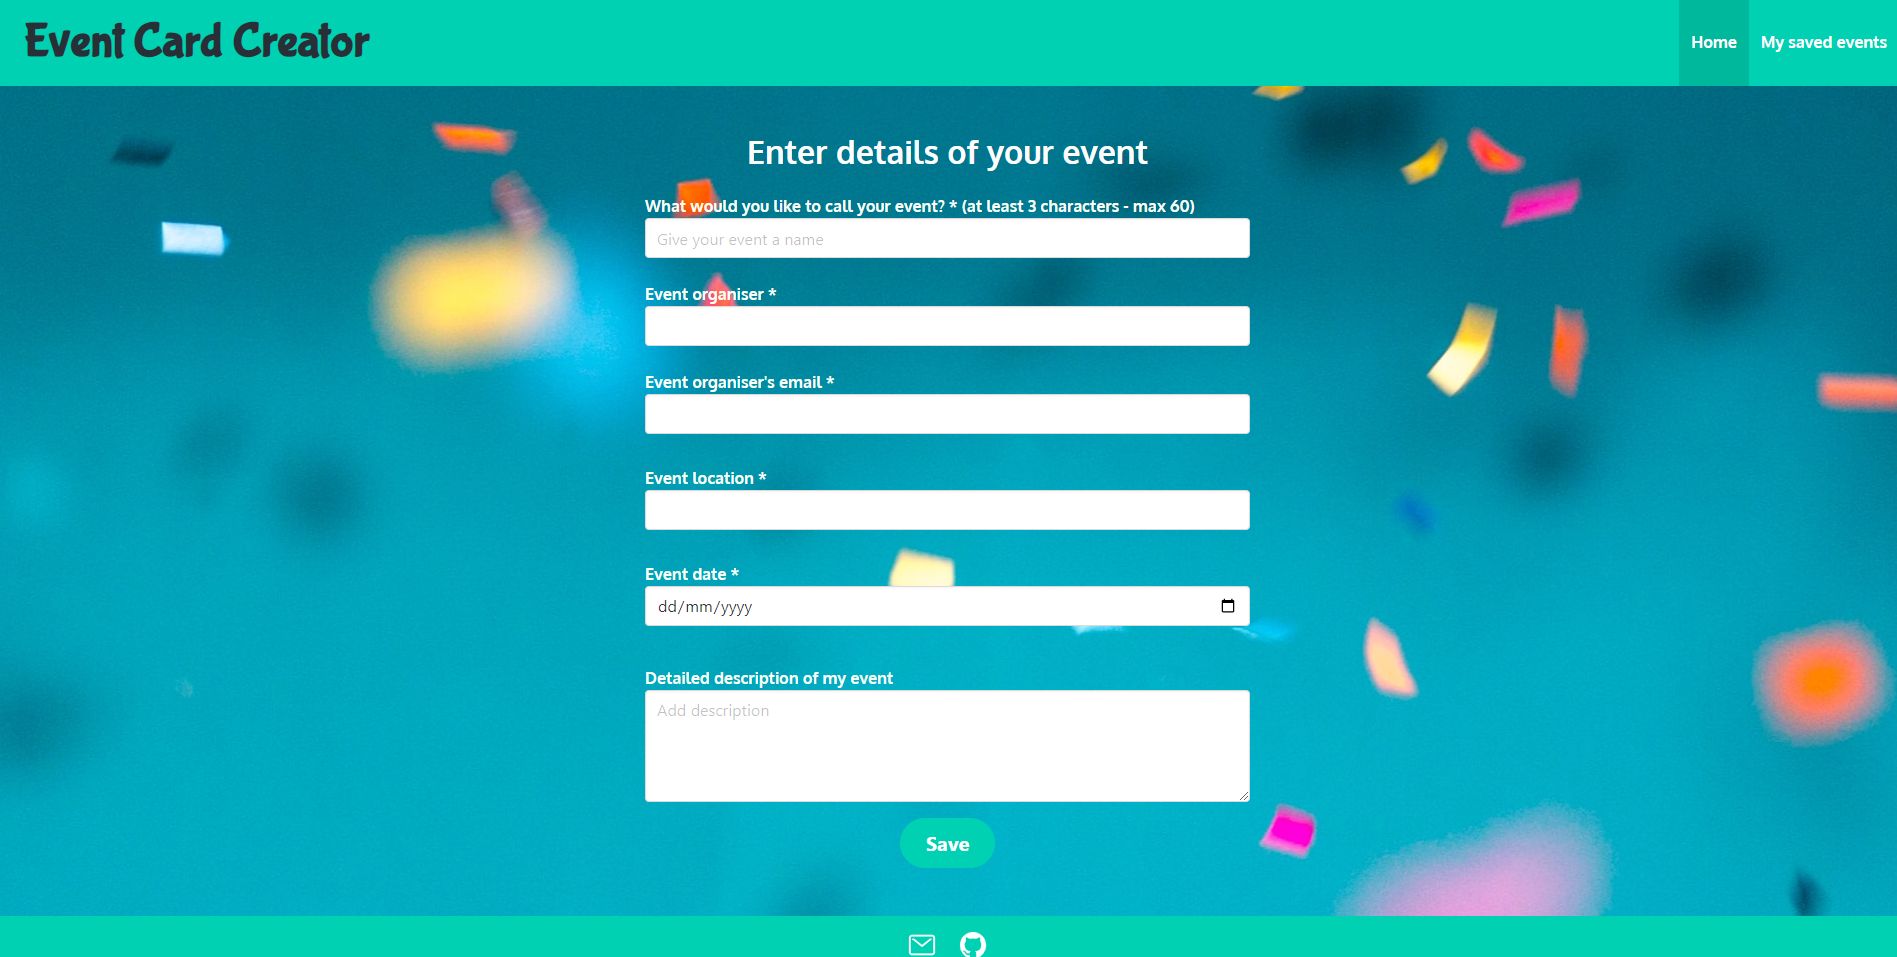 Event Card Creator
Home
My saved events
Enter details of your event
What would you like to call your event? * (at least 3 characters - max 60)
Give your event a name
Event organiser *
Event organiser's email *
Event location *
Event date *
dd/mm/yyyy
Detailed description of my event
Add description
Save